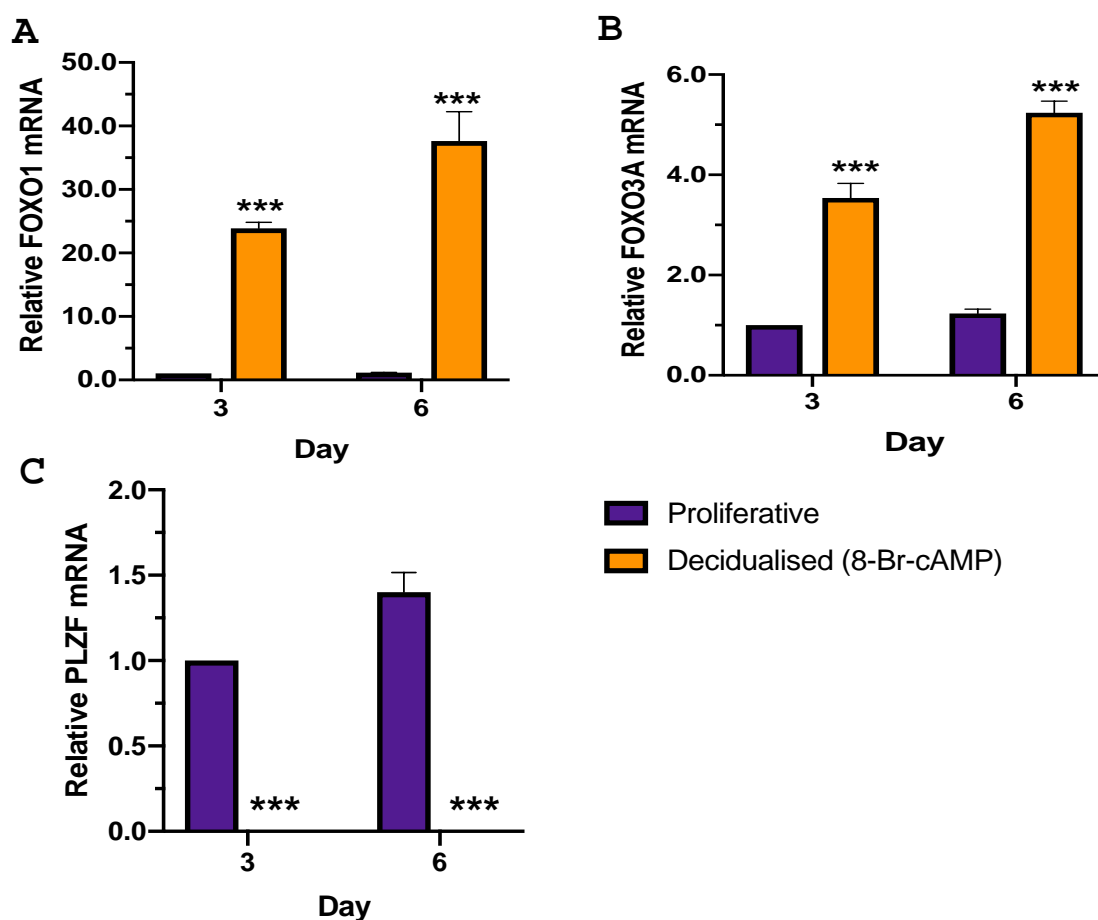 A
Relative FOXO1 mRNA
50.0
40.0
30.0
20.0
10.0
0.0
***
***
3
6
Day
B
Relative FOXO3A mRNA
6.0
4.0
2.0
0.0
***
***
3
6
Day
C
Relative PLZF mRNA
2.0
1.5
1.0
0.5
0.0
***
***
3
6
Day
Proliferative
Decidualised (8-Br-cAMP)